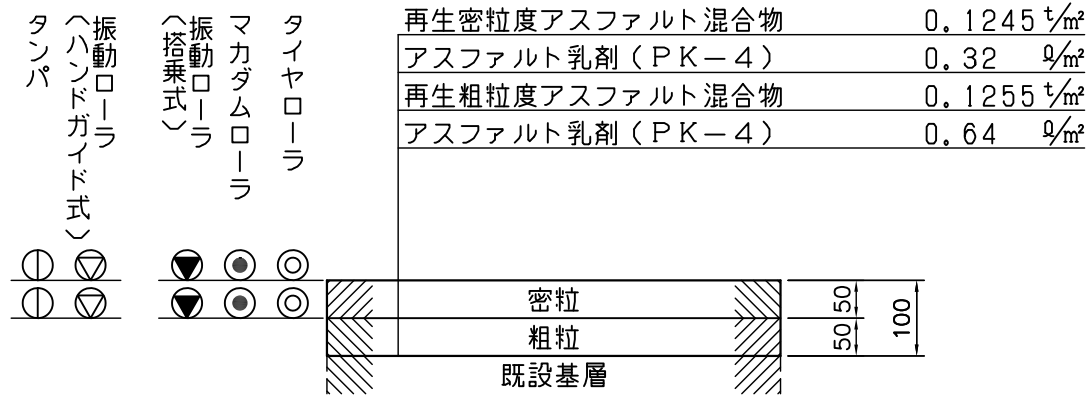 タンパ
振動ローラ
(ハンドガイド式)
振動ローラ
(搭乗式)
マカダムローラ
タイヤローラ
再生密粒度アスファルト混合物 0.1245 t/m²
アスファルト乳剤(PK-4) 0.32 ℓ/m²
再生粗粒度アスファルト混合物 0.1255 t/m²
アスファルト乳剤(PK-4) 0.64 ℓ/m²
密粒
粗粒
既設基層
50
50
100